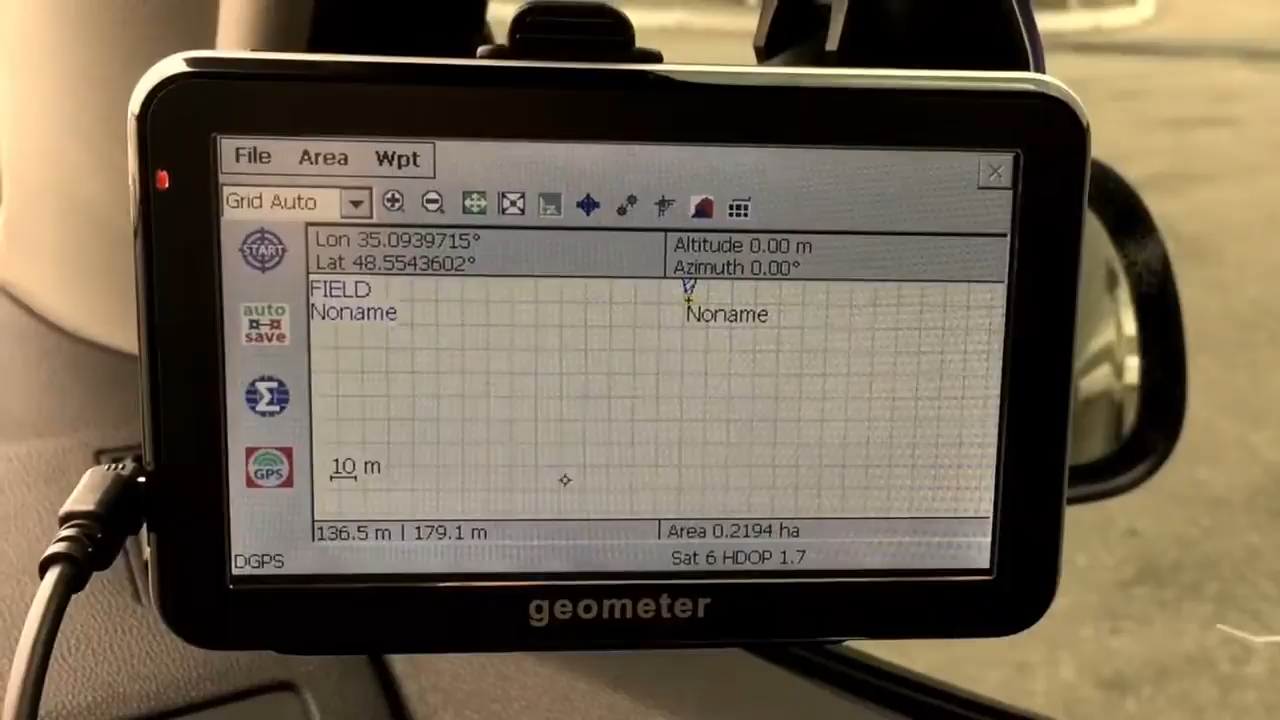 File Area Wpt
Grid Auto
START
Lon 35.0939715°
Lat 48.5543602°
Altitude 0.00 m
Azimuth 0.00°
auto
save
FIELD
Noname
Noname
Σ
GPS
10 m
136.5 m | 179.1 m
Area 0.2194 ha
DGPS
Sat 6 HDOP 1.7
geometer